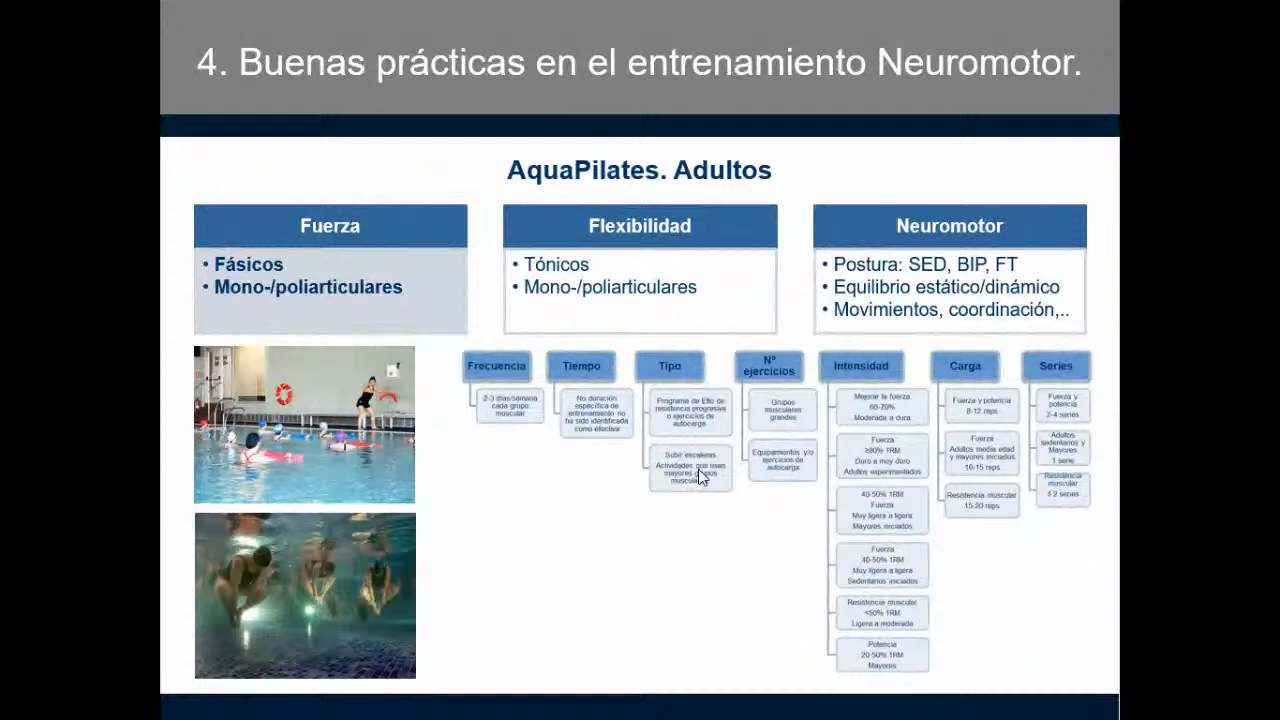 4. Buenas prácticas en el entrenamiento Neuromotor.
AquaPilates. Adultos
Fuerza
• Fásicos
• Mono-/poliarticulares
Flexibilidad
• Tónicos
• Mono-/poliarticulares
Neuromotor
• Postura: SED, BIP, FT
• Equilibrio estático/dinámico
• Movimientos, coordinación,..
Frecuencia
2-3 días/semana
cada grupo
muscular
Tiempo
No duración
específica de
entrenamiento no
ha sido identificada
como efectiva
Tipo
Programa de Etto de
resistencia progresiva
o ejercicios de
autocarga
Subir escaleras
Actividades que usan
mayores grupos
Nº
ejercicios
Grupos
musculares
grandes
Equipamientos y/o
ejercicios de
autocarga
Intensidad
Mejorar la fuerza
60-70%
Moderada a dura
Fuerza
≥80% 1RM
Duro a muy duro
Adultos experimentados
40-50% 1RM
Fuerza
Muy ligera a ligera
Mayores iniciados
Fuerza
40-50% 1RM
Muy ligera a ligera
Sedentarios iniciados
Resistencia muscular
<50% 1RM
Ligera a moderada
Potencia
20-50% 1RM
Mayores
Carga
Fuerza y potencia
8-12 reps
Fuerza
Adultos media edad
y mayores iniciados
10-15 reps
Resistencia muscular
15-20 reps
Series
Fuerza y
potencia
2-4 series
Adultos
sedentarios y
Mayores
1 serie
Resistencia
muscular
≤ 2 series